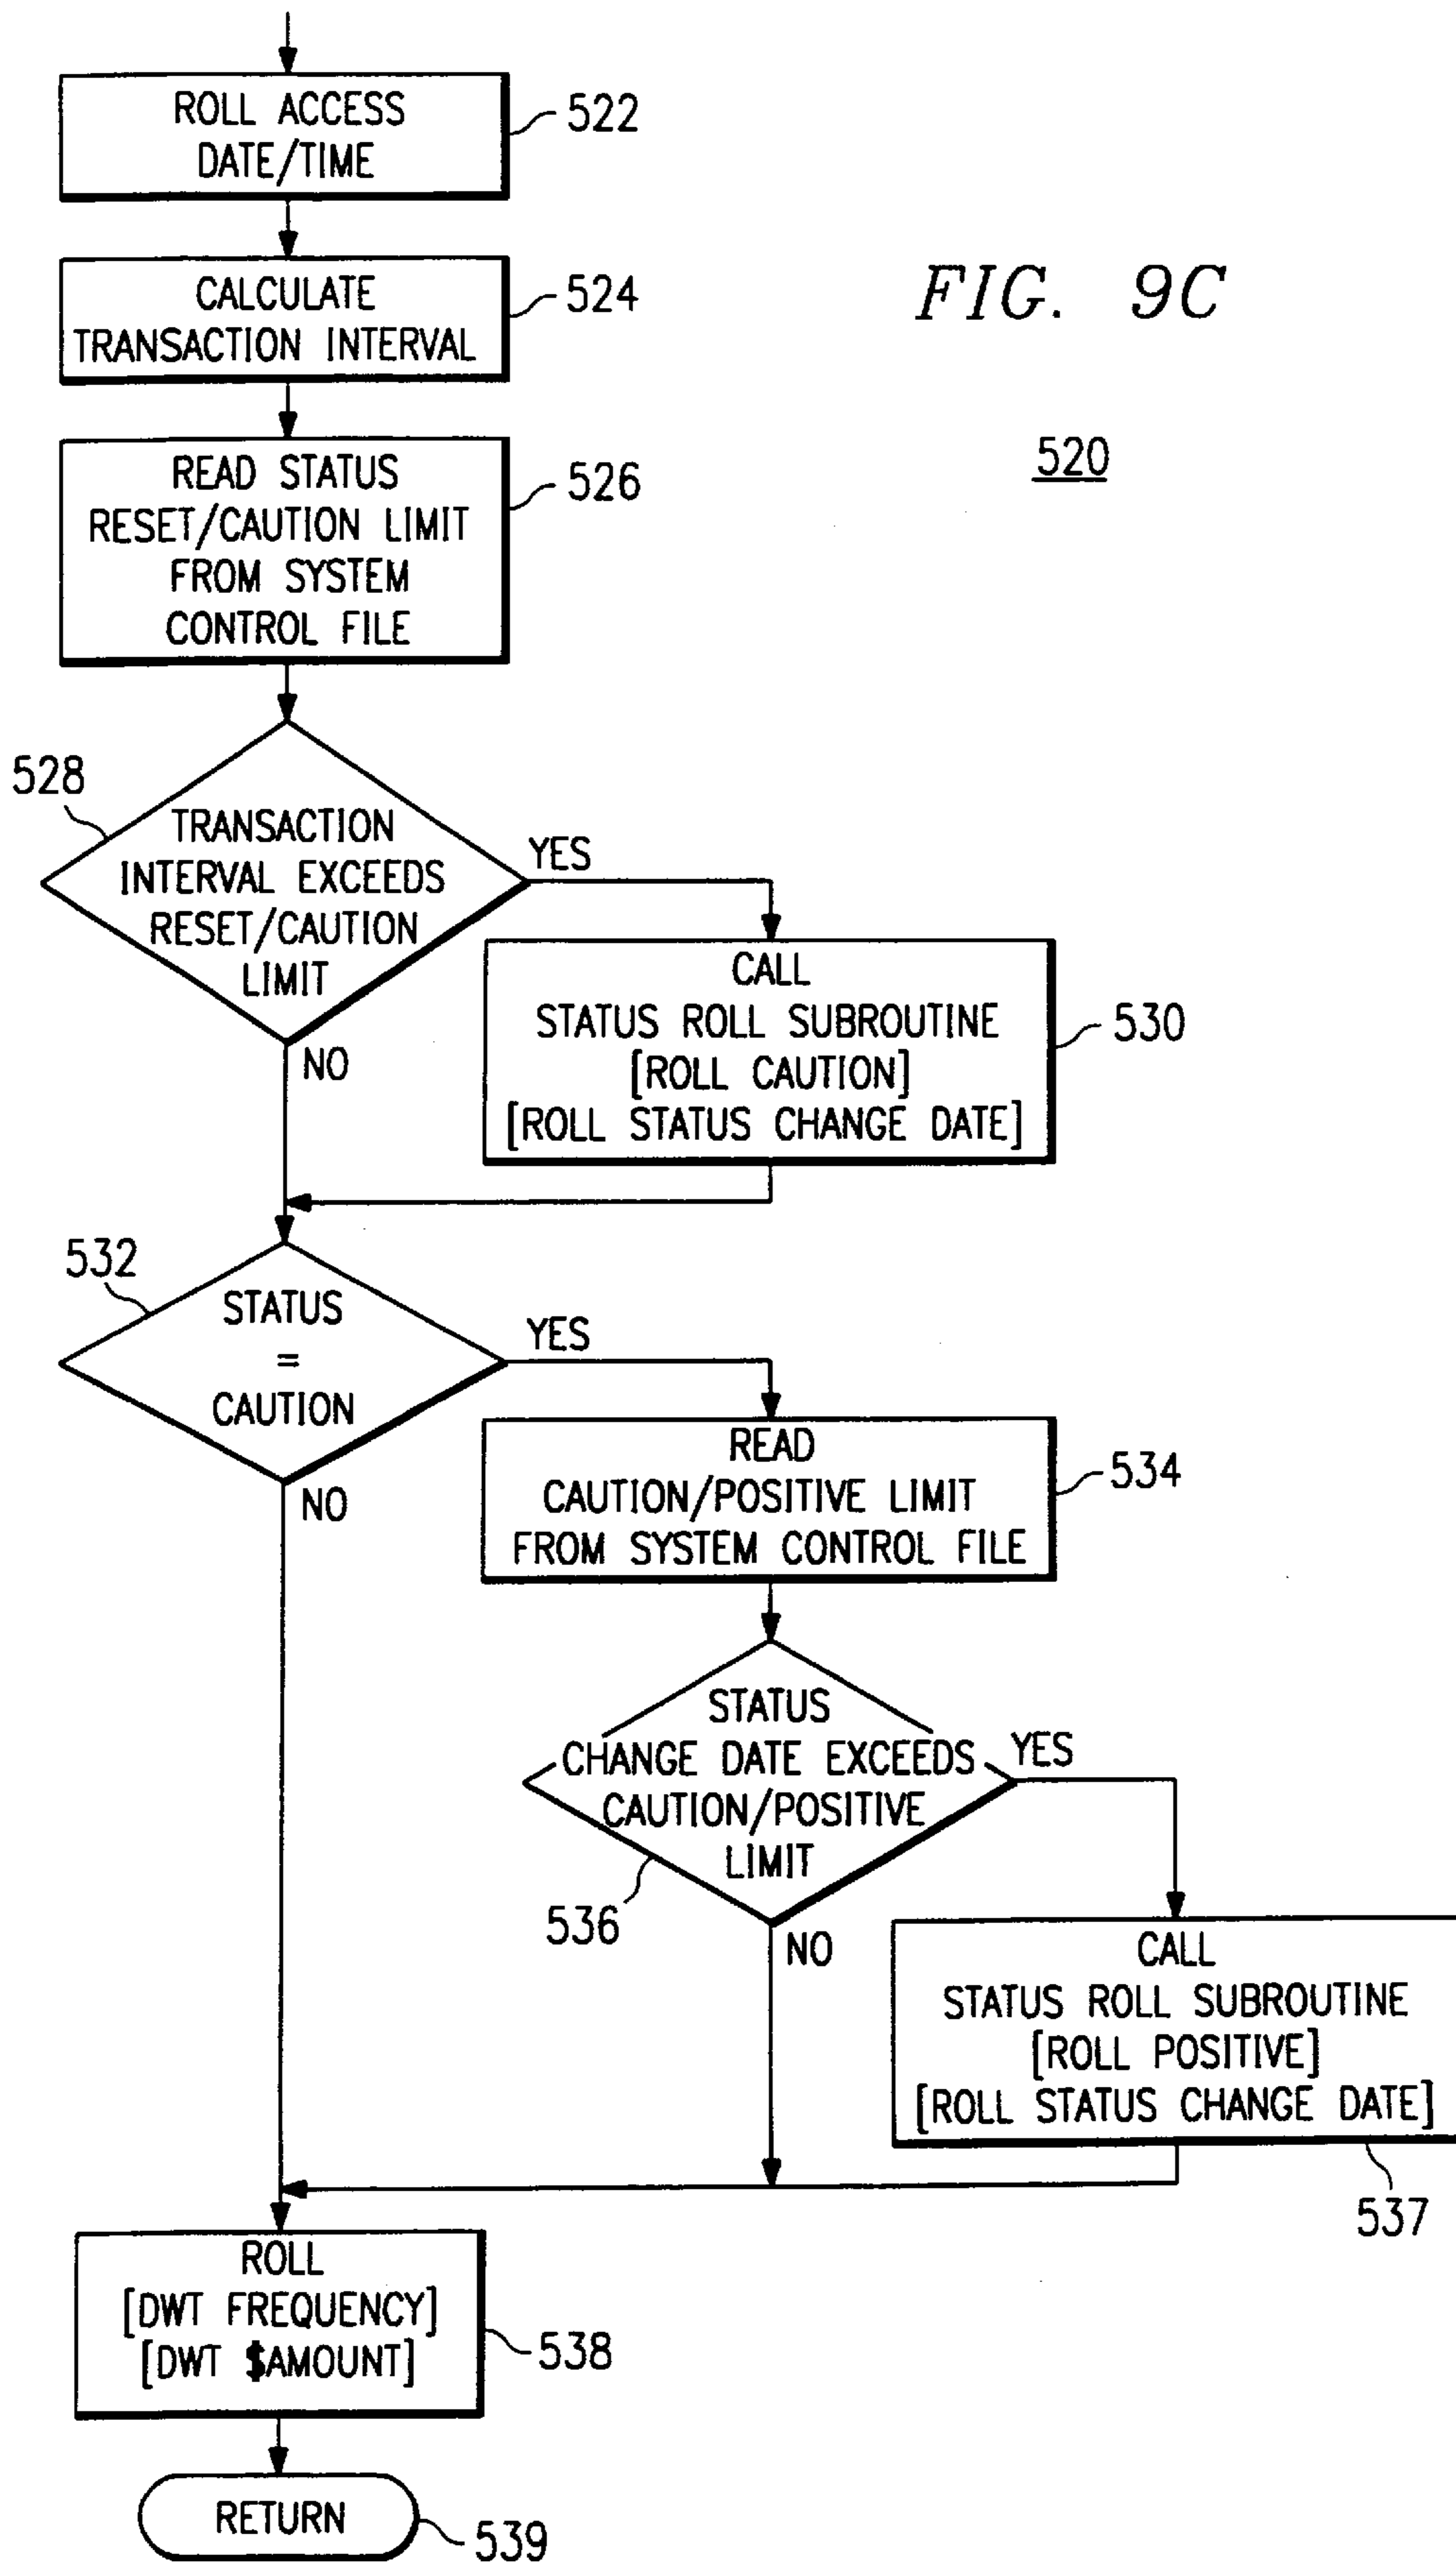 ROLL ACCESS
DATE/TIME
522
CALCULATE
TRANSACTION INTERVAL
524
FIG. 9C
520
READ STATUS
RESET/CAUTION LIMIT
FROM SYSTEM
CONTROL FILE
526
528
TRANSACTION
INTERVAL EXCEEDS
RESET/CAUTION
LIMIT
YES
NO
CALL
STATUS ROLL SUBROUTINE
[ROLL CAUTION]
[ROLL STATUS CHANGE DATE]
530
532
STATUS
=
CAUTION
YES
NO
READ
CAUTION/POSITIVE LIMIT
FROM SYSTEM CONTROL FILE
534
STATUS
CHANGE DATE EXCEEDS
CAUTION/POSITIVE
LIMIT
YES
536
NO
CALL
STATUS ROLL SUBROUTINE
[ROLL POSITIVE]
[ROLL STATUS CHANGE DATE]
537
ROLL
[DWT FREQUENCY]
[DWT $AMOUNT]
538
RETURN
539